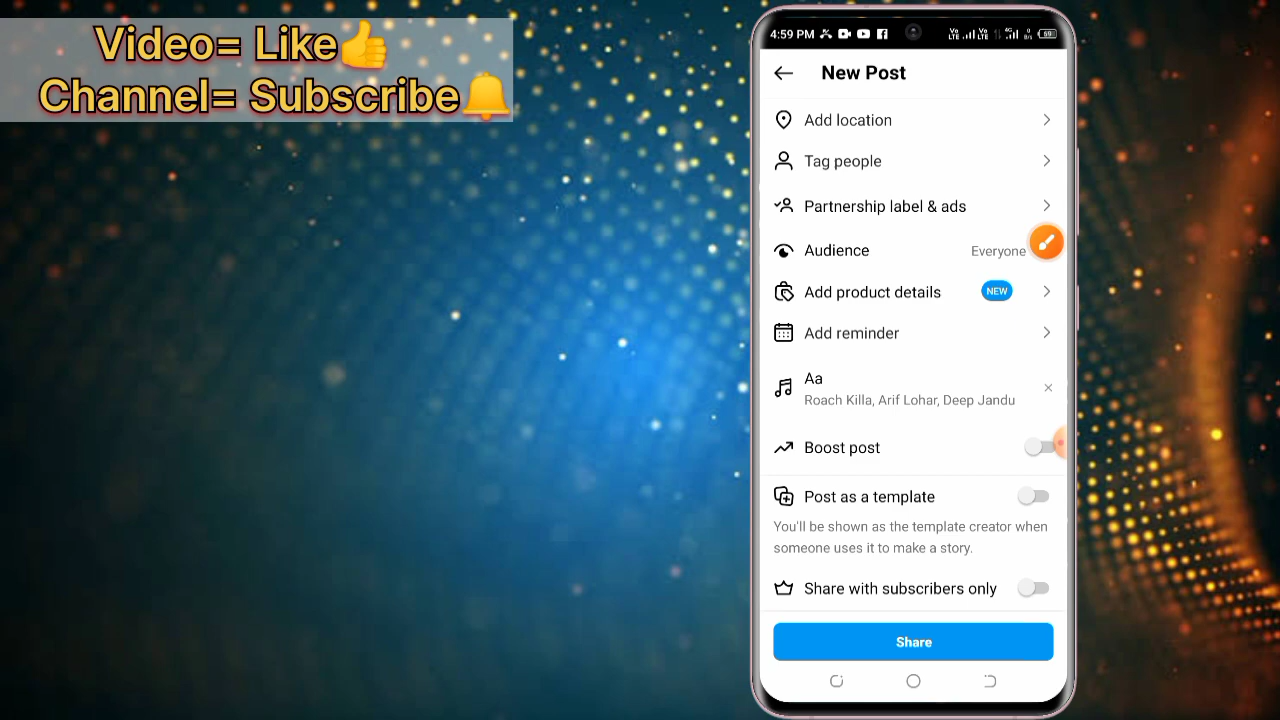 Video= Like👍
Channel= Subscribe🔔
4:59 PM
69
New Post
Add location
Tag people
Partnership label & ads
Audience Everyone
Add product details NEW
Add reminder
Aa
Roach Killa, Arif Lohar, Deep Jandu
Boost post
Post as a template
You'll be shown as the template creator when
someone uses it to make a story.
Share with subscribers only
Share